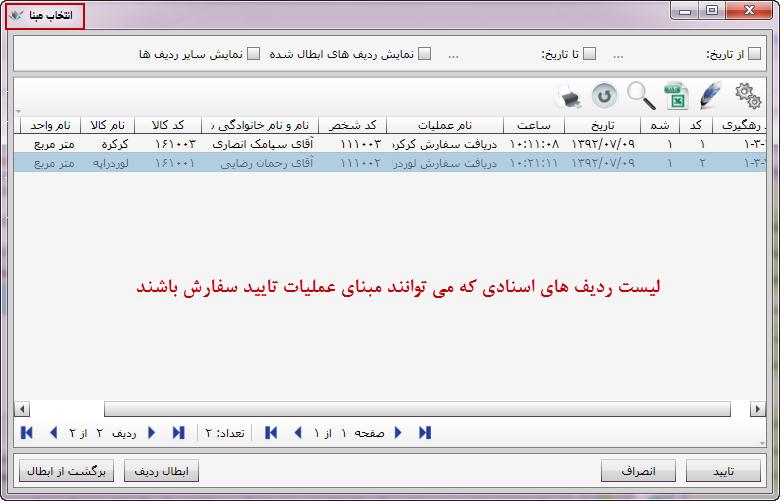 انتخاب مبنا
از تاریخ: ... تا تاریخ: ... نمایش ردیف های ابطال شده نمایش سایر ردیف ها
رهگیری کد شم تاریخ ساعت نام عملیات کد شخص نام و نام خانوادگی کد کالا نام کالا نام واحد
۱-۳- ۱ ۱ ۱۳۹۲/۰۷/۰۹ ۱۰:۱۱:۰۸ دریافت سفارش کرکر ۱۱۱۰۰۳ آقای سیامک انصاری ۱۶۱۰۰۳ کرکره متر مربع
۱-۳- ۲ ۱ ۱۳۹۲/۰۷/۰۹ ۱۰:۲۱:۱۱ دریافت سفارش لوردر ۱۱۱۰۰۲ آقای رحمان رضایی ۱۶۱۰۰۱ لوردراپه متر مربع
لیست ردیف های اسنادی که می توانند مبنای عملیات تایید سفارش باشند
صفحه ۱ از ۱ تعداد: ۲ ردیف ۲ از ۲
تایید انصراف ابطال ردیف برگشت از ابطال